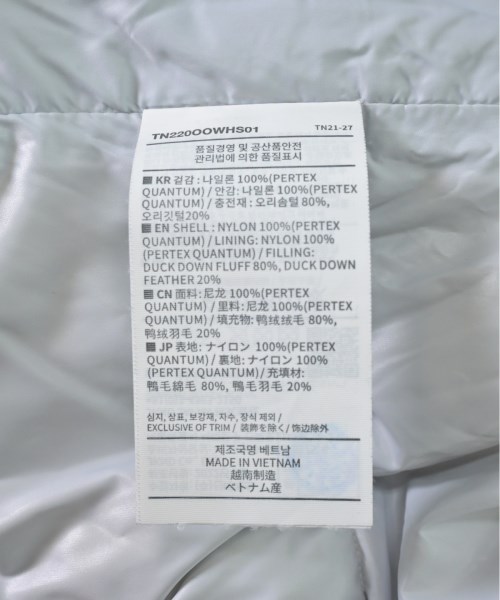 TN220OOWHS01 TN21-27
품질경영 및 공산품안전
관리법에 의한 품질표시
■ KR 겉감 : 나일론 100%(PERTEX
QUANTUM) / 안감: 나일론 100%(PERTEX
QUANTUM) / 충전재 : 오리솜털 80%,
오리깃털20%
■ EN SHELL : NYLON 100%(PERTEX
QUANTUM) / LINING: NYLON 100%
(PERTEX QUANTUM) / FILLING:
DUCK DOWN FLUFF 80%, DUCK DOWN
FEATHER 20%
■ CN 面料: 尼龙 100%(PERTEX
QUANTUM) / 里料: 尼龙 100%(PERTEX
QUANTUM) / 填充物: 鸭绒绒毛 80%,
鸭绒羽毛 20%
■ JP 表地: ナイロン 100%(PERTEX
QUANTUM) / 裏地: ナイロン 100%
(PERTEX QUANTUM) / 充填材:
鴨毛綿毛 80%, 鴨毛羽毛 20%
심지, 상표, 보강재, 자수, 장식 제외 /
EXCLUSIVE OF TRIM / 装飾を除く / 饰边除外
제조국명 베트남
MADE IN VIETNAM
越南制造
ベトナム産